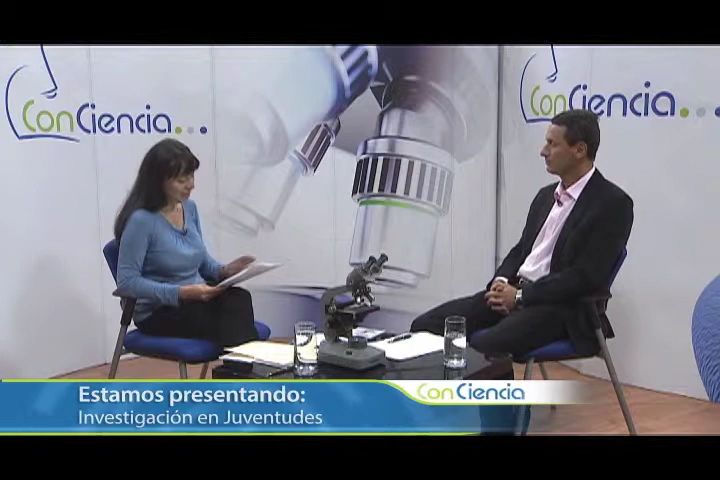 ConCiencia...
ConCiencia...
Estamos presentando:
Investigación en Juventudes
ConCiencia